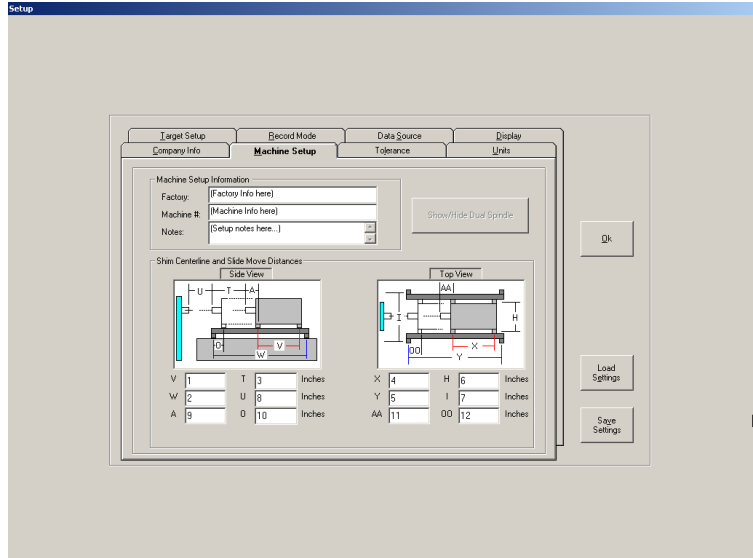 Setup
Target Setup Record Mode Data Source Display
Company Info Machine Setup Tolerance Units
Machine Setup Information
Factory: (Factory Info here)
Machine #: (Machine Info here)
Notes: (Setup notes here...)
Show/Hide Dual Spindle
Ok
Shim Centerline and Slide Move Distances
Side View Top View
U T A
O V
W
AA
I H
OO X
Y
V 1 T 3 Inches X 4 H 6 Inches
W 2 U 8 Inches Y 5 I 7 Inches
A 9 O 10 Inches AA 11 OO 12 Inches
Load
Settings
Save
Settings